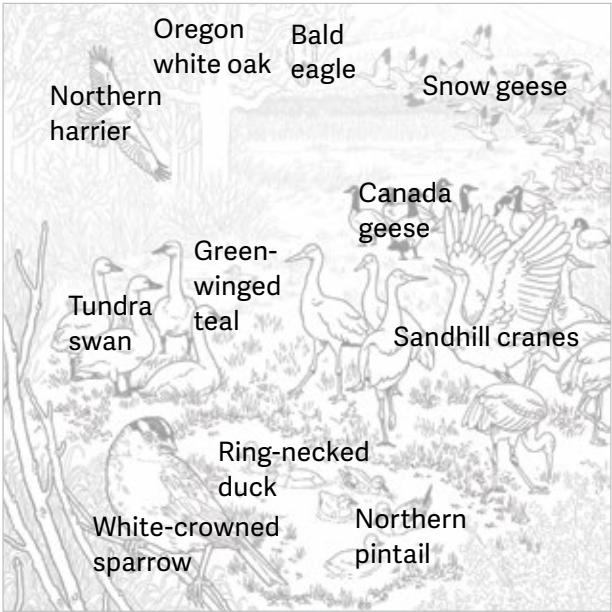 Oregon
white oak
Bald
eagle
Snow geese
Northern
harrier
Canada
geese
Green-
winged
teal
Tundra
swan
Sandhill cranes
Ring-necked
duck
White-crowned
sparrow
Northern
pintail